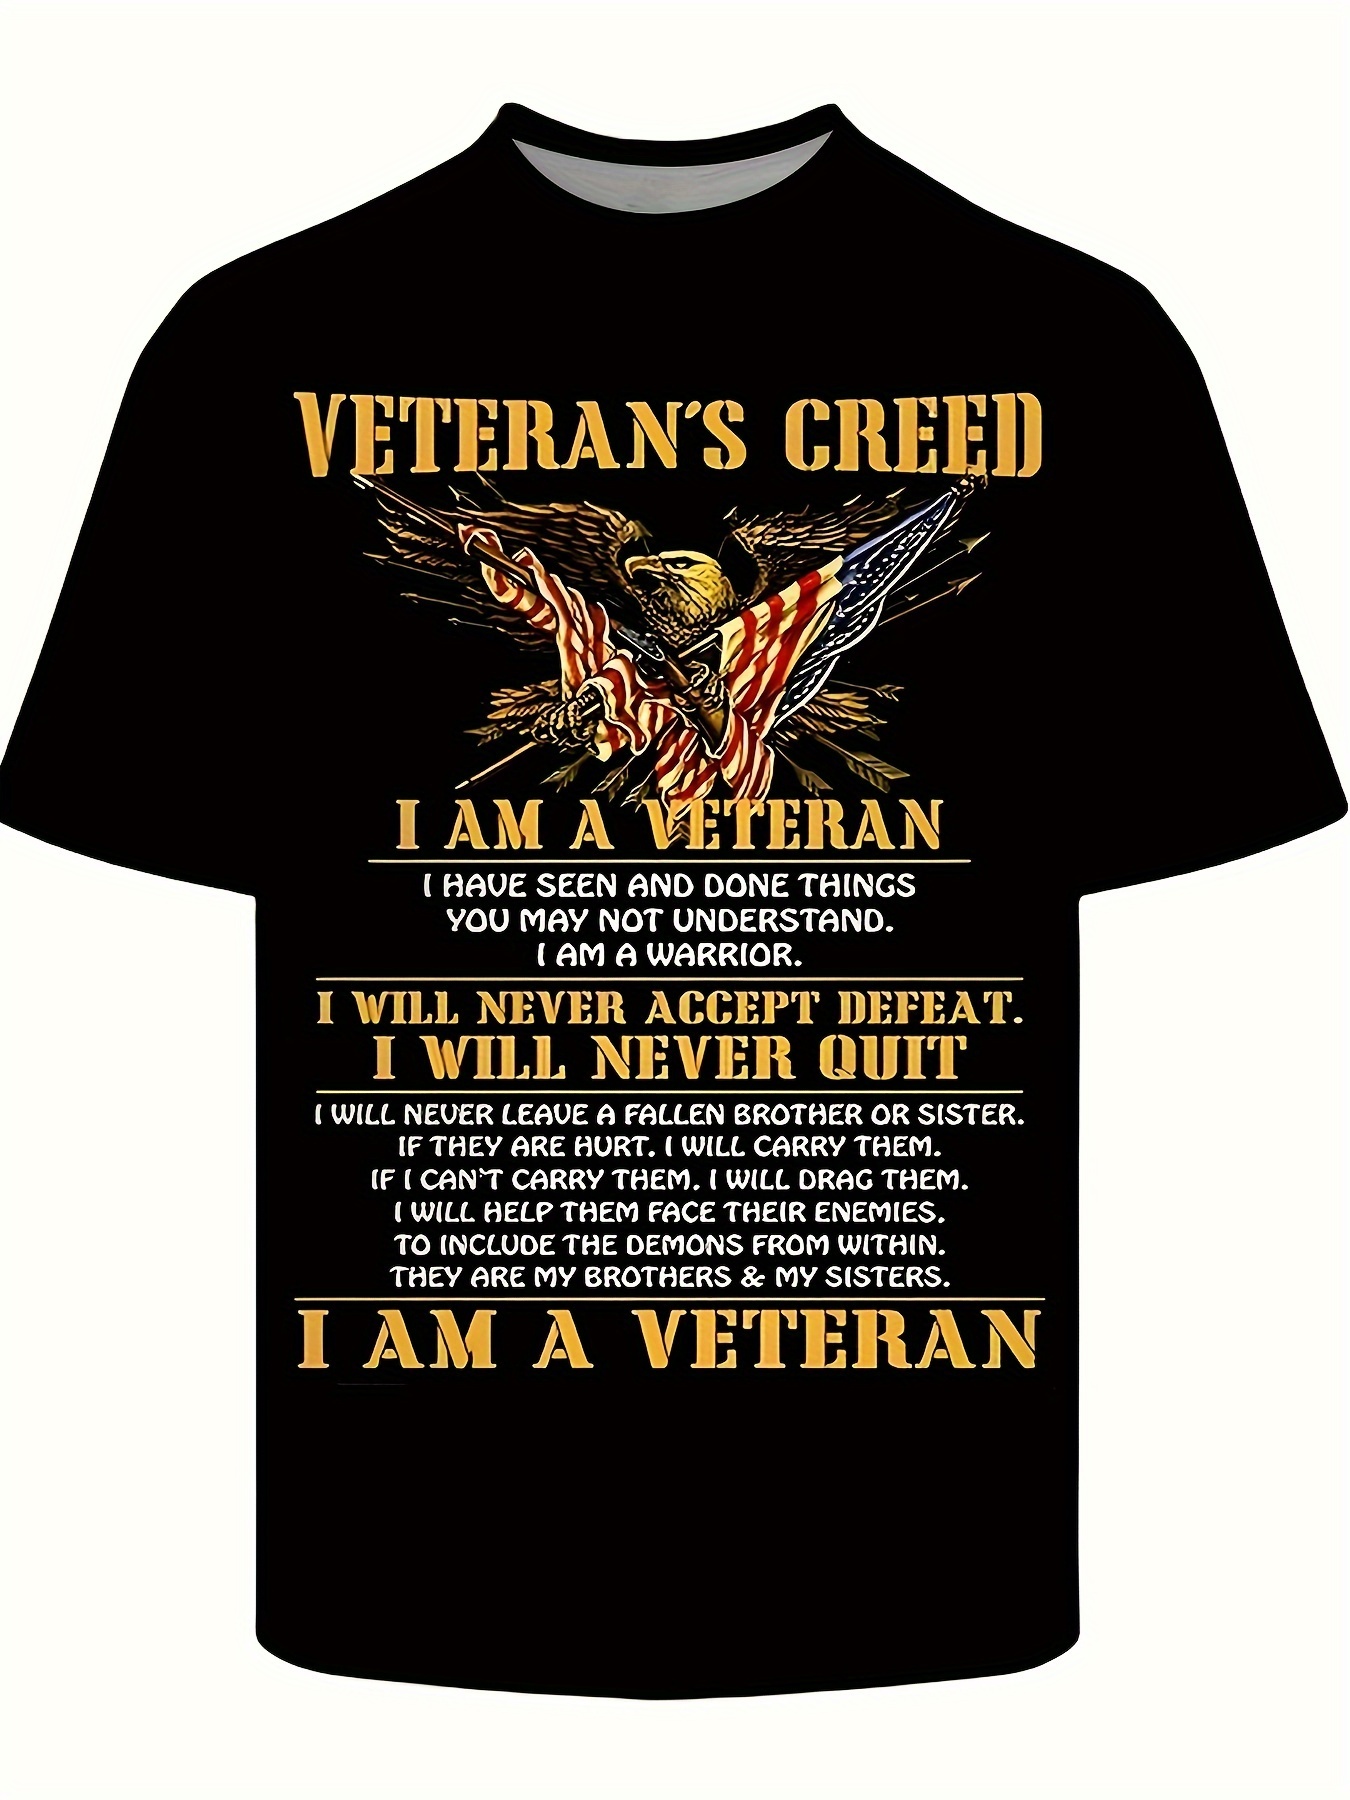 VETERAN'S CREED
I AM A VETERAN
I HAVE SEEN AND DONE THINGS
YOU MAY NOT UNDERSTAND.
I AM A WARRIOR.
I WILL NEVER ACCEPT DEFEAT.
I WILL NEVER QUIT
I WILL NEVER LEAVE A FALLEN BROTHER OR SISTER.
IF THEY ARE HURT. I WILL CARRY THEM.
IF I CAN'T CARRY THEM. I WILL DRAG THEM.
I WILL HELP THEM FACE THEIR ENEMIES.
TO INCLUDE THE DEMONS FROM WITHIN.
THEY ARE MY BROTHERS & MY SISTERS.
I AM A VETERAN